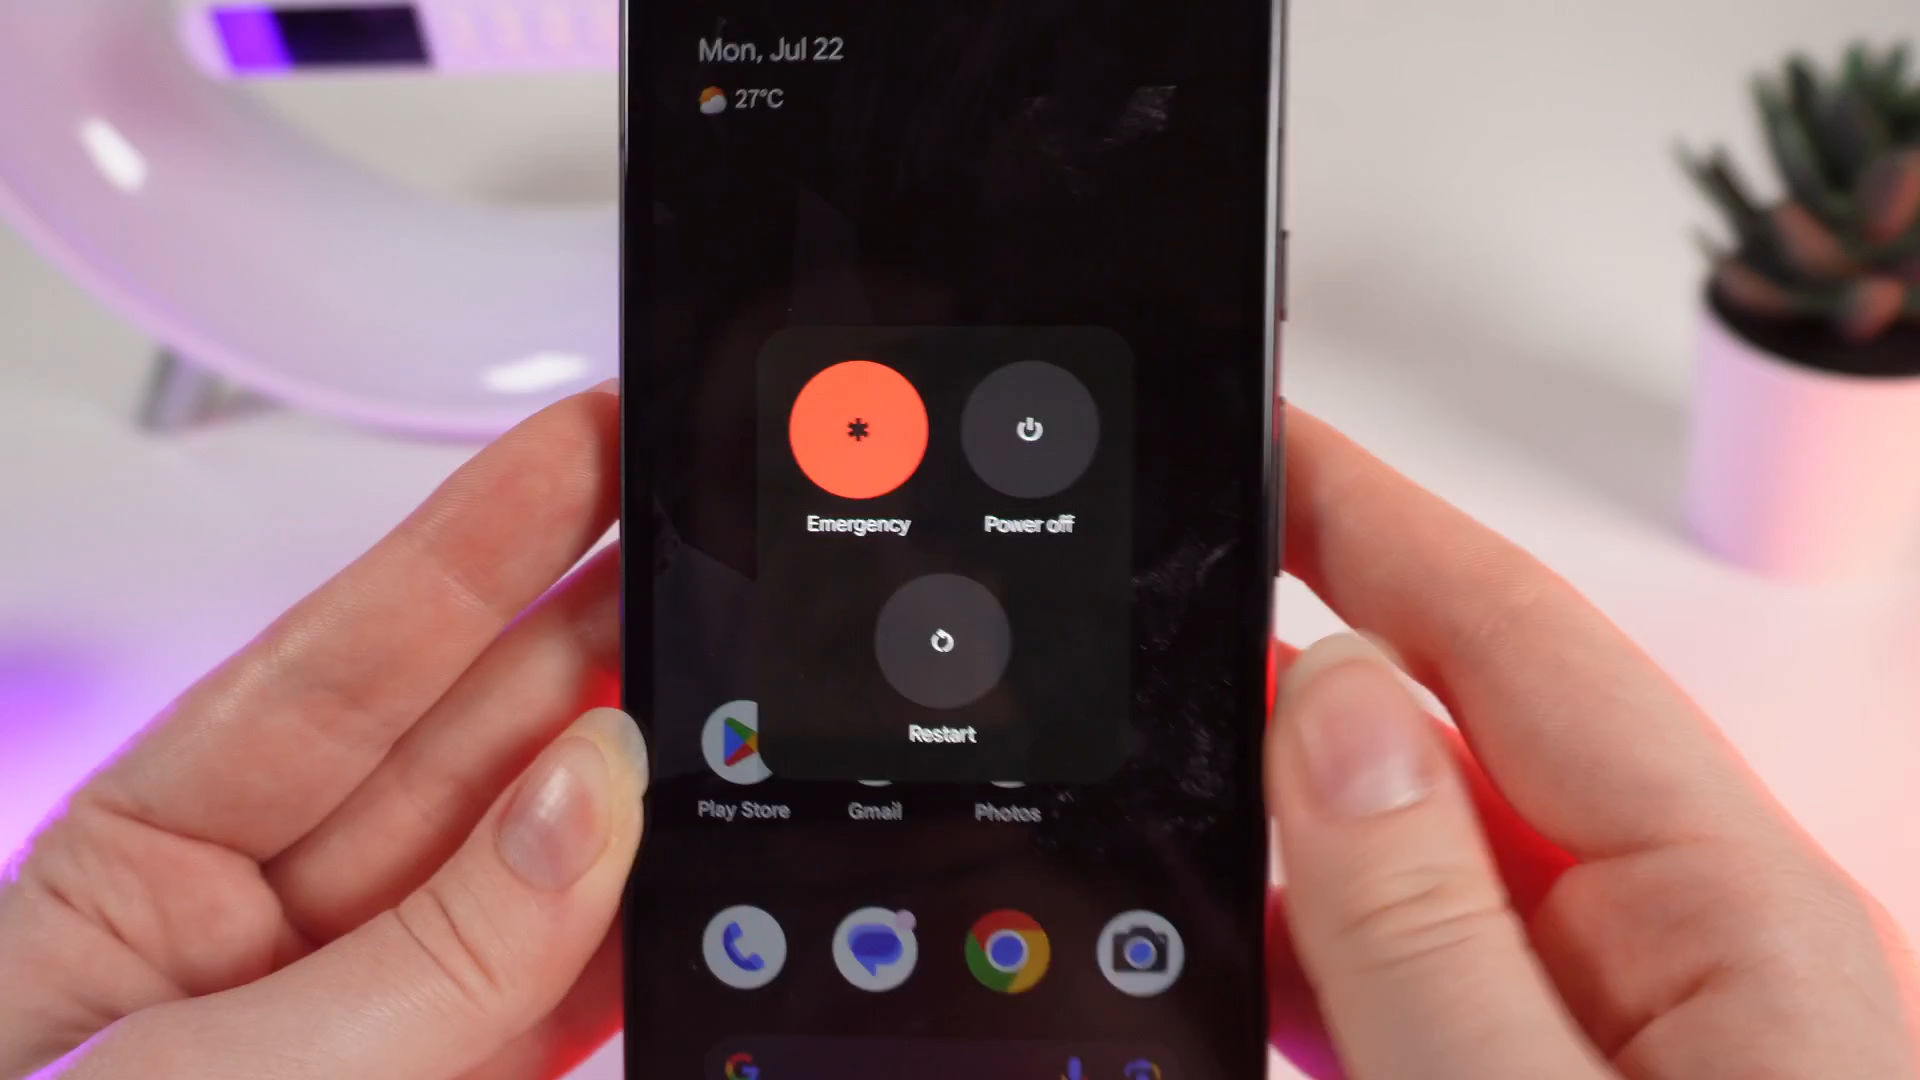 Mon, Jul 22
27°C
Emergency
Power off
Restart
Play Store
Gmail
Photos